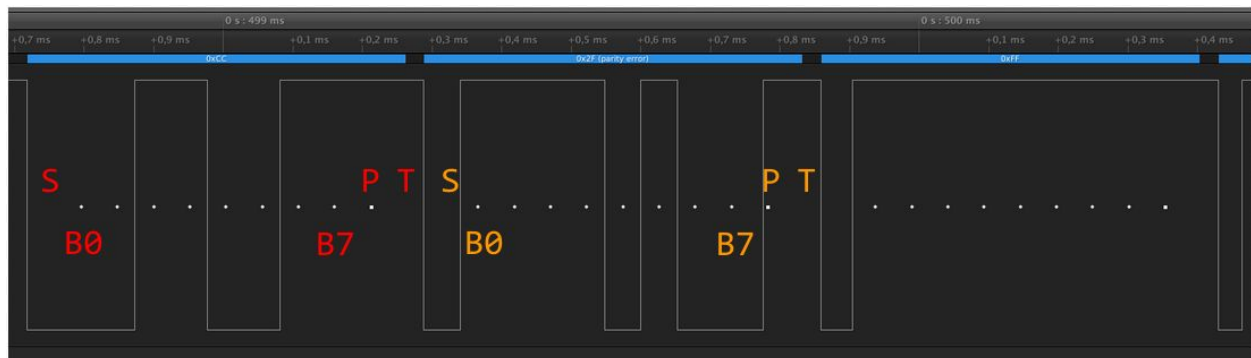 0 s : 499 ms 0 s : 500 ms
+0,7 ms +0,8 ms +0,9 ms +0,1 ms +0,2 ms +0,3 ms +0,4 ms +0,5 ms +0,6 ms +0,7 ms +0,8 ms +0,9 ms +0,1 ms +0,2 ms +0,3 ms +0,4 ms
0xCC 0x2F (parity error) 0xFF
S P T S P T
B0 B7 B0 B7